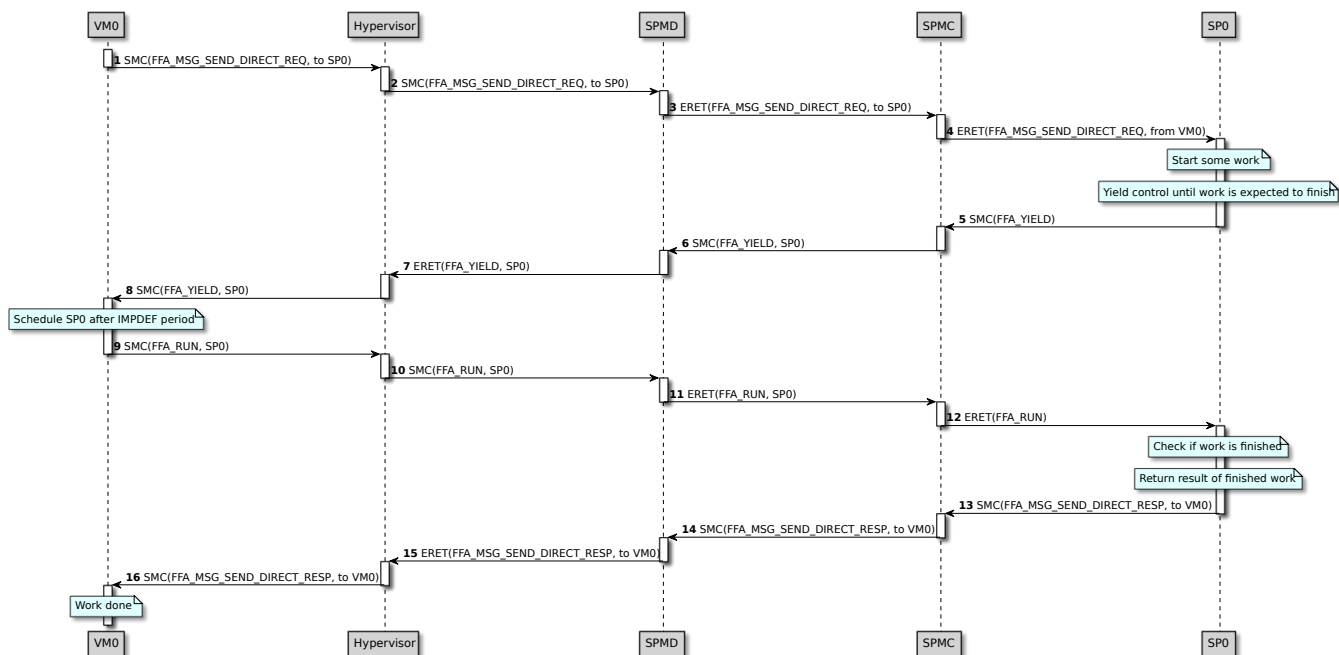 VM0 Hypervisor SPMD SPMC SP0
1 SMC(FFA_MSG_SEND_DIRECT_REQ, to SP0)
2 SMC(FFA_MSG_SEND_DIRECT_REQ, to SP0)
3 ERET(FFA_MSG_SEND_DIRECT_REQ, to SP0)
4 ERET(FFA_MSG_SEND_DIRECT_REQ, from VM0)
Start some work
Yield control until work is expected to finish
5 SMC(FFA_YIELD)
6 SMC(FFA_YIELD, SP0)
7 ERET(FFA_YIELD, SP0)
8 SMC(FFA_YIELD, SP0)
Schedule SP0 after IMPDEF period
9 SMC(FFA_RUN, SP0)
10 SMC(FFA_RUN, SP0)
11 ERET(FFA_RUN, SP0)
12 ERET(FFA_RUN)
Check if work is finished
Return result of finished work
13 SMC(FFA_MSG_SEND_DIRECT_RESP, to VM0)
14 SMC(FFA_MSG_SEND_DIRECT_RESP, to VM0)
15 ERET(FFA_MSG_SEND_DIRECT_RESP, to VM0)
16 SMC(FFA_MSG_SEND_DIRECT_RESP, to VM0)
Work done
VM0 Hypervisor SPMD SPMC SP0